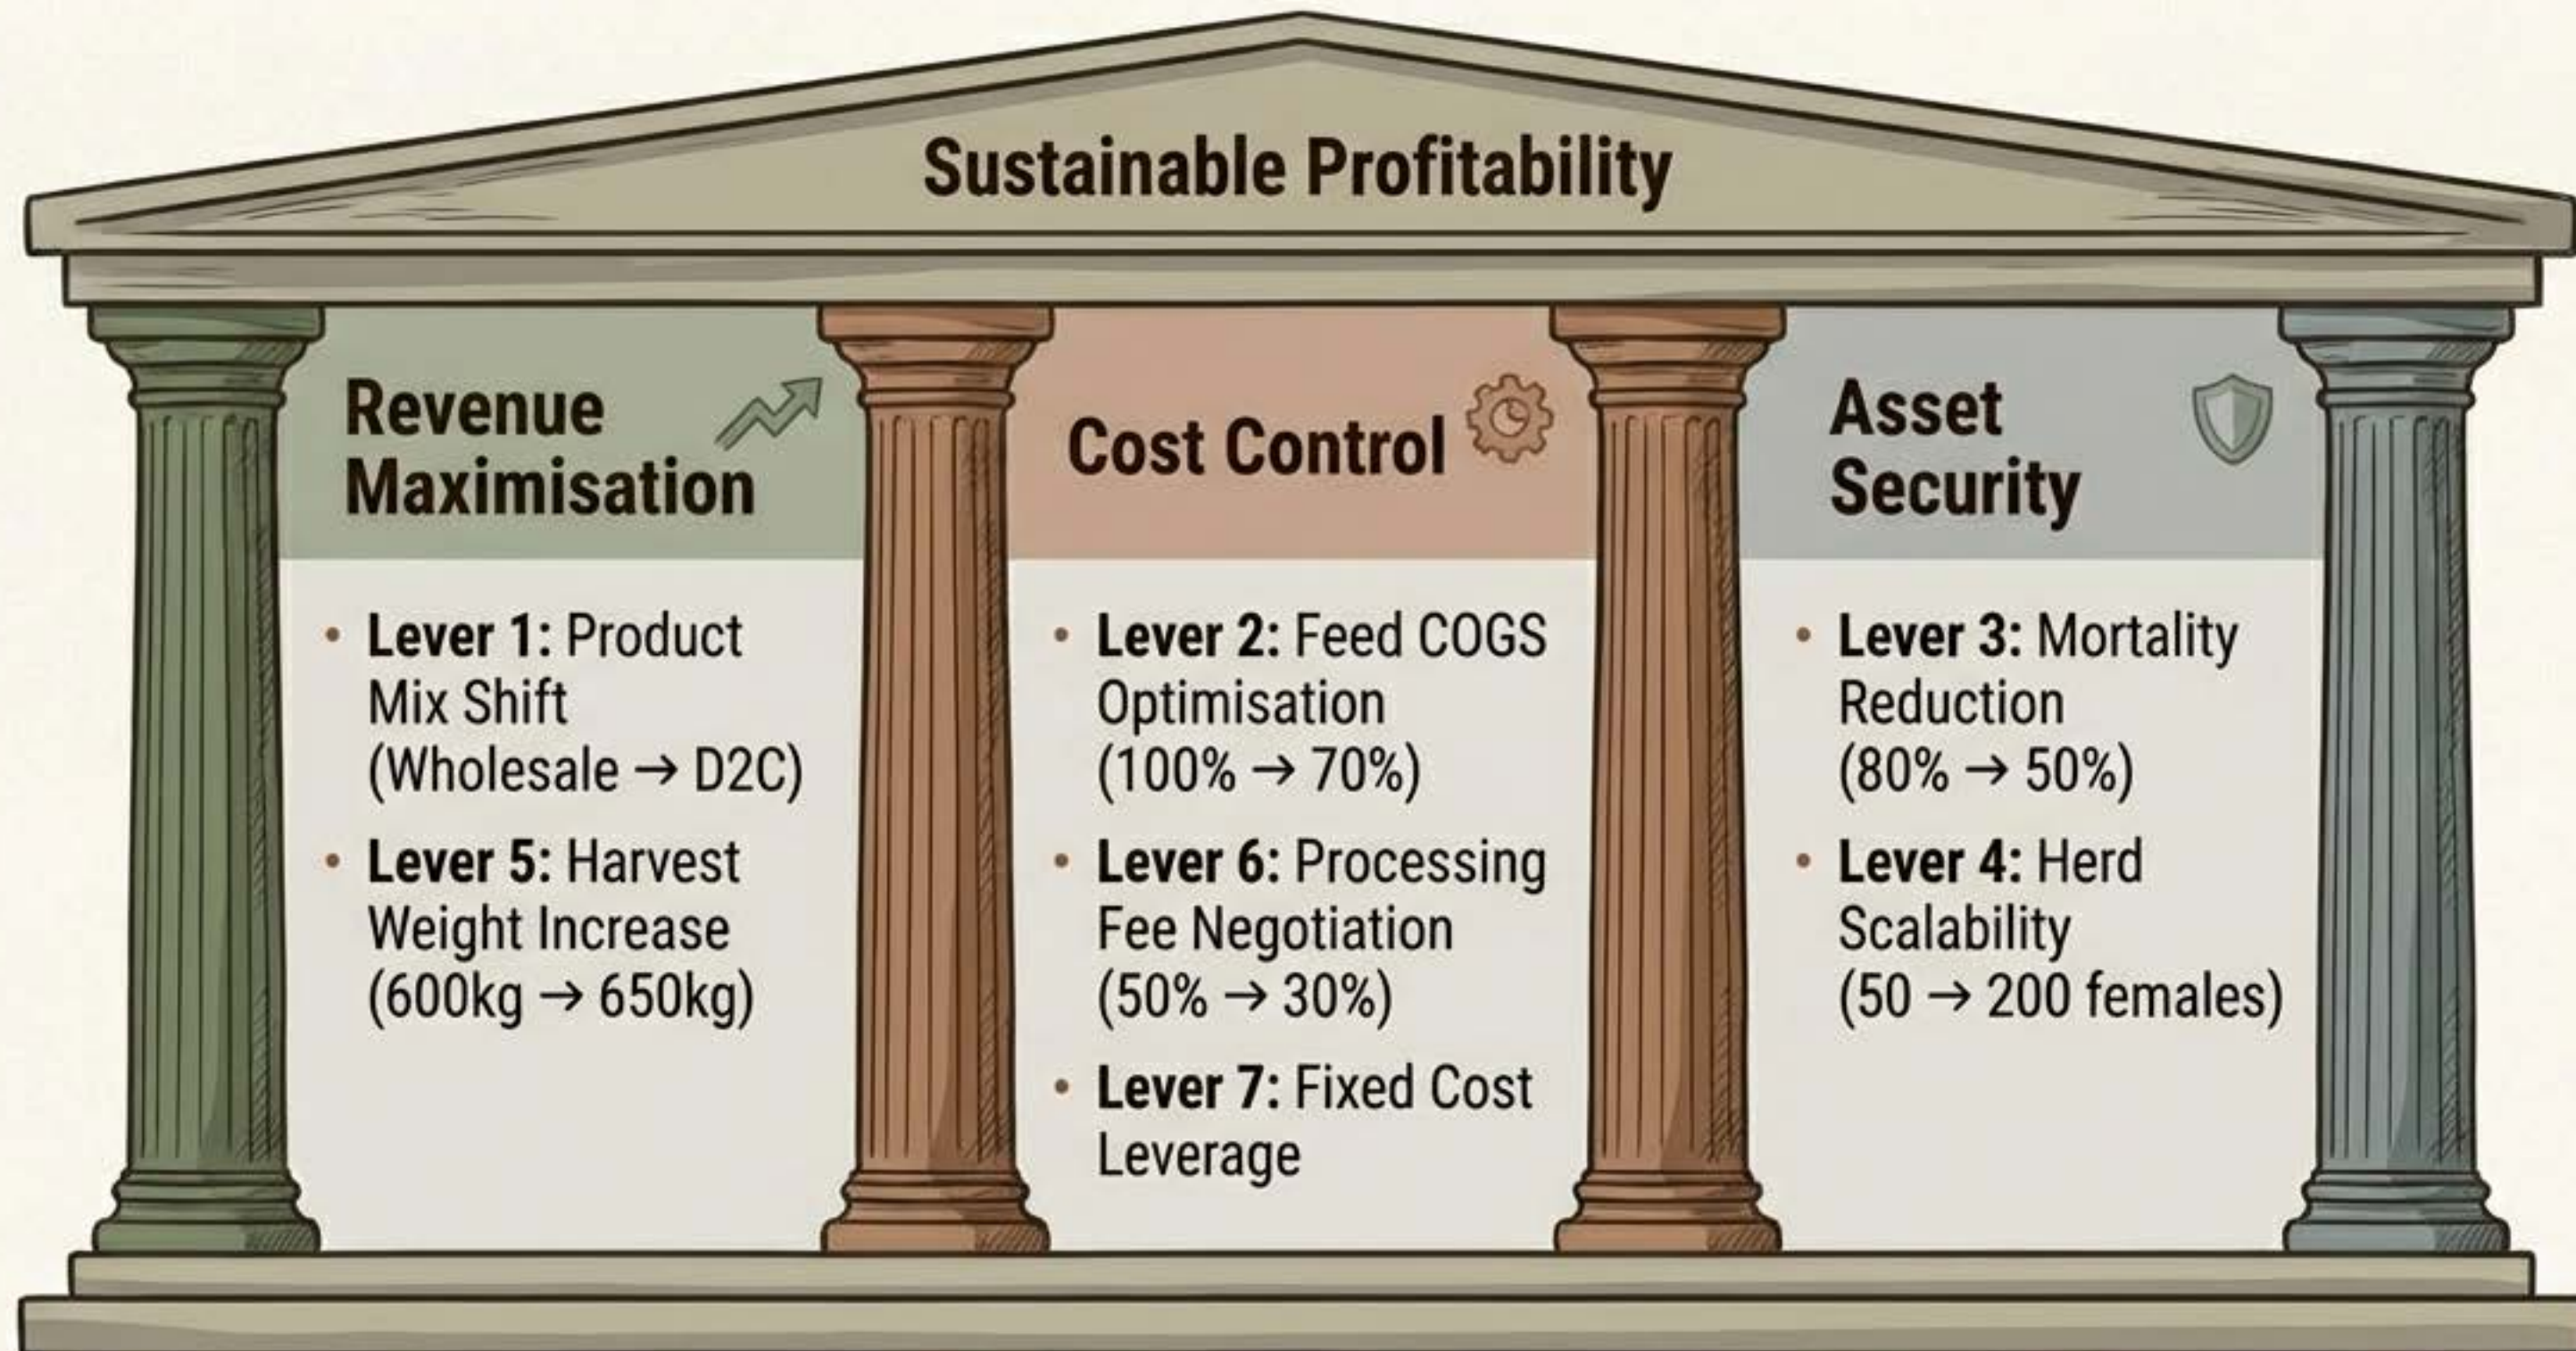 Sustainable Profitability
Revenue
Maximisation
• Lever 1: Product
Mix Shift
(Wholesale → D2C)
• Lever 5: Harvest
Weight Increase
(600kg → 650kg)
Cost Control
• Lever 2: Feed COGS
Optimisation
(100% → 70%)
• Lever 6: Processing
Fee Negotiation
(50% → 30%)
• Lever 7: Fixed Cost
Leverage
Asset
Security
• Lever 3: Mortality
Reduction
(80% → 50%)
• Lever 4: Herd
Scalability
(50 → 200 females)